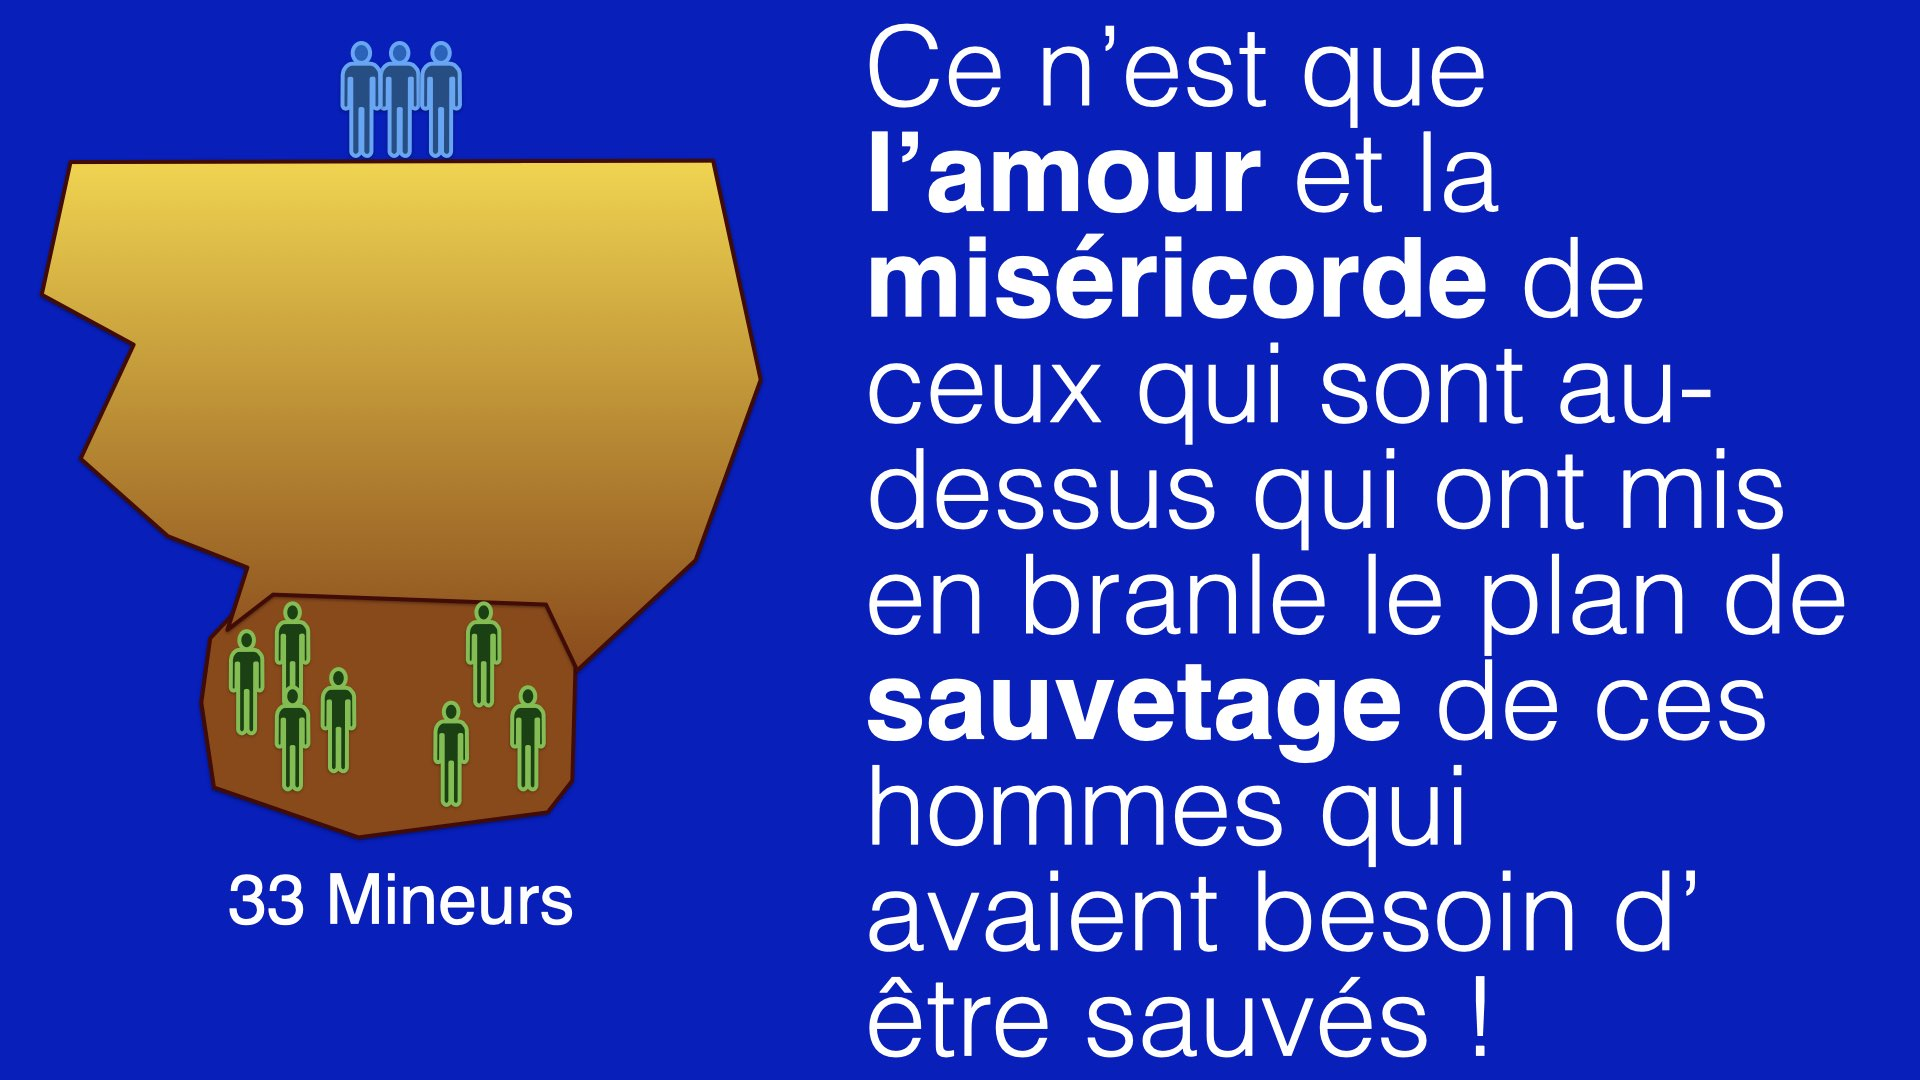 Ce n’est que
l’amour et la
miséricorde de
ceux qui sont au-
dessus qui ont mis
en branle le plan de
sauvetage de ces
hommes qui
avaient besoin d’
être sauvés !
33 Mineurs